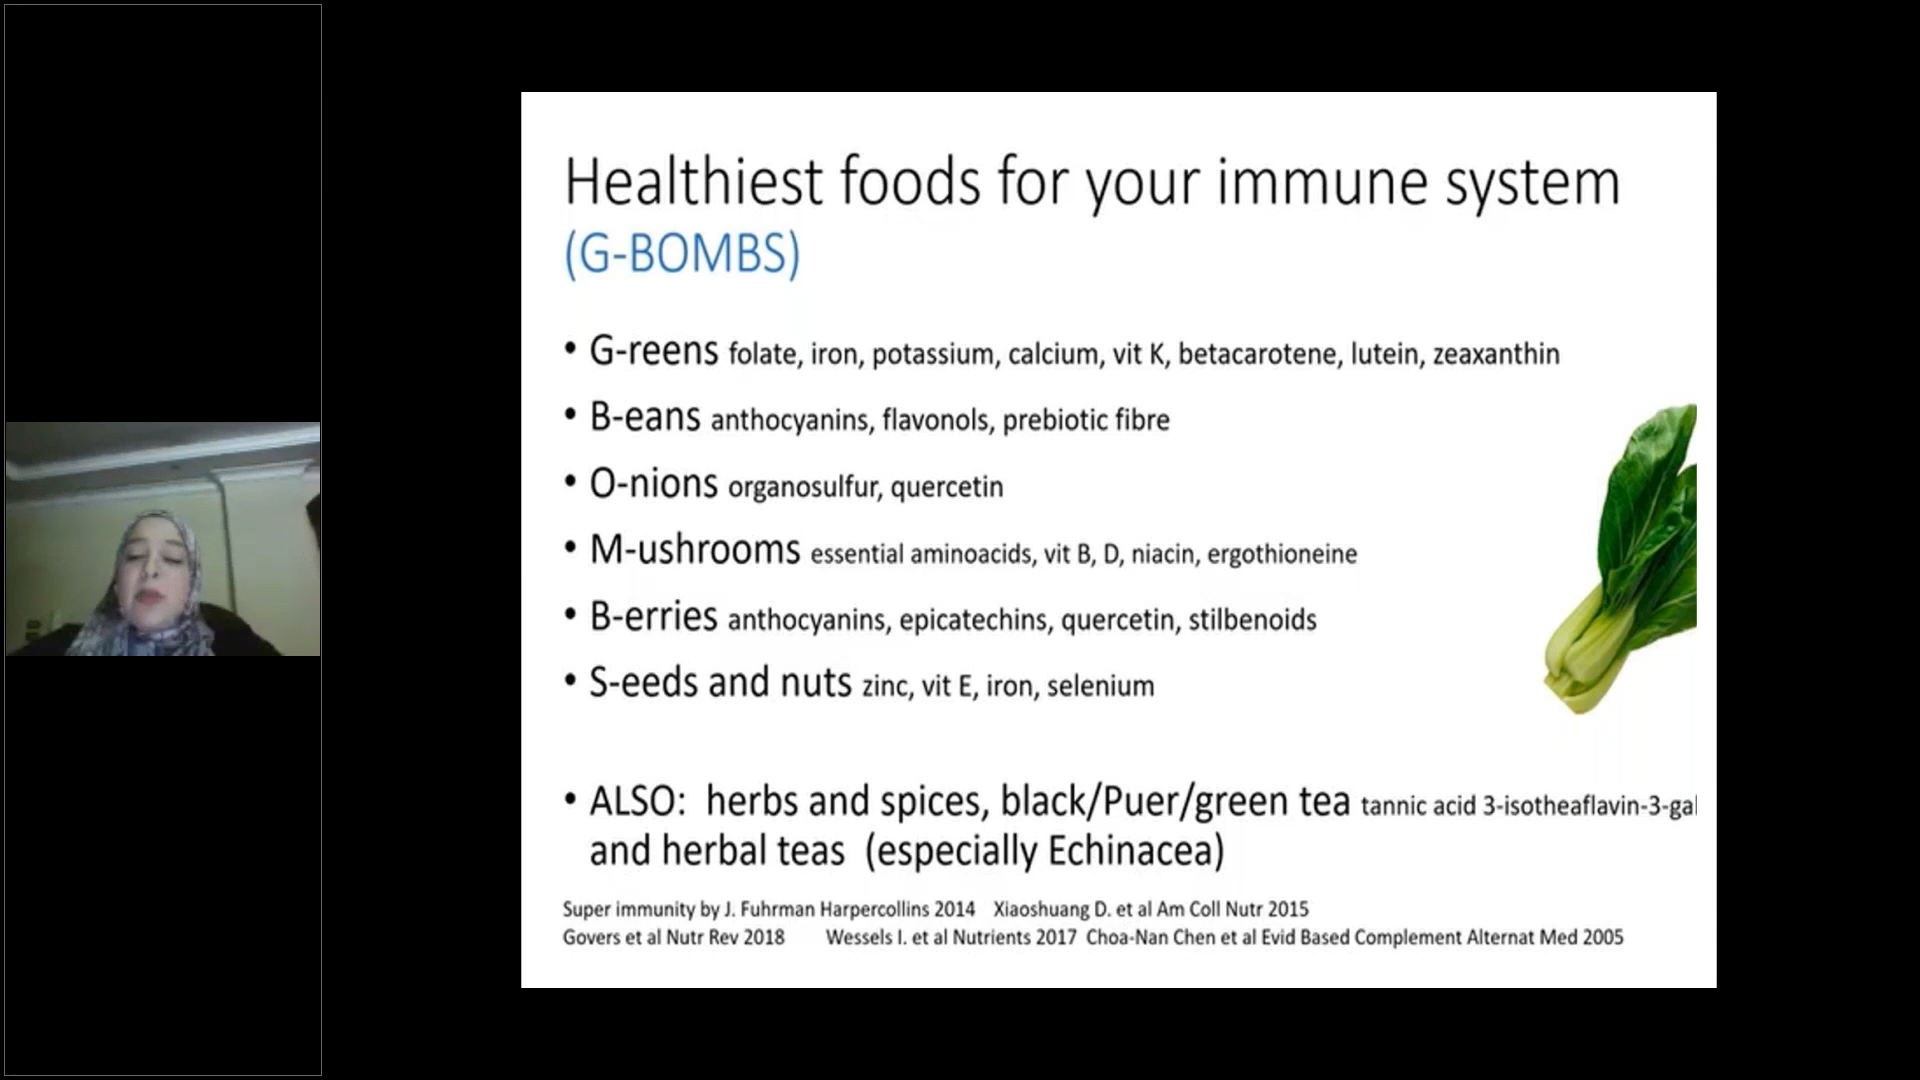 Healthiest foods for your immune system
(G-BOMBS)
• G-reens folate, iron, potassium, calcium, vit K, betacarotene, lutein, zeaxanthin
• B-eans anthocyanins, flavonols, prebiotic fibre
• O-nions organosulfur, quercetin
• M-ushrooms essential aminoacids, vit B, D, niacin, ergothioneine
• B-erries anthocyanins, epicatechins, quercetin, stilbenoids
• S-eeds and nuts zinc, vit E, iron, selenium
• ALSO: herbs and spices, black/Puer/green tea tannic acid 3-isotheaflavin-3-gal
and herbal teas (especially Echinacea)
Super immunity by J. Fuhrman Harpercollins 2014 Xiaoshuang D. et al Am Coll Nutr 2015
Govers et al Nutr Rev 2018 Wessels I. et al Nutrients 2017 Choa-Nan Chen et al Evid Based Complement Alternat Med 2005